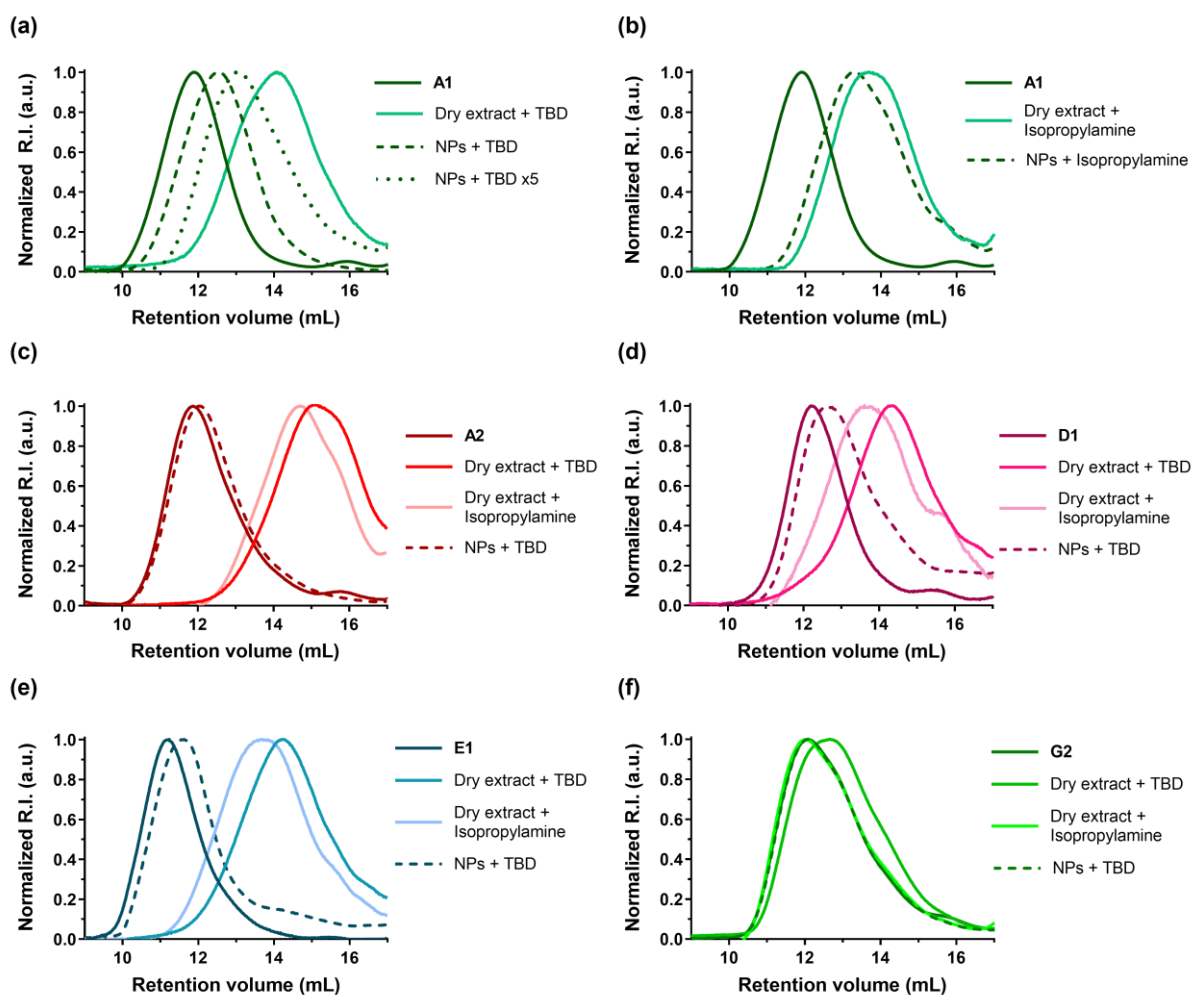 (a)
Normalized R.I. (a.u.)
1.0
0.8
0.6
0.4
0.2
0.0
10
12
14
16
Retention volume (mL)
A1
Dry extract + TBD
NPs + TBD
NPs + TBD x5
(b)
Normalized R.I. (a.u.)
1.0
0.8
0.6
0.4
0.2
0.0
10
12
14
16
Retention volume (mL)
A1
Dry extract +
Isopropylamine
NPs + Isopropylamine
(c)
Normalized R.I. (a.u.)
1.0
0.8
0.6
0.4
0.2
0.0
10
12
14
16
Retention volume (mL)
A2
Dry extract + TBD
Dry extract +
Isopropylamine
NPs + TBD
(d)
Normalized R.I. (a.u.)
1.0
0.8
0.6
0.4
0.2
0.0
10
12
14
16
Retention volume (mL)
D1
Dry extract + TBD
Dry extract +
Isopropylamine
NPs + TBD
(e)
Normalized R.I. (a.u.)
1.0
0.8
0.6
0.4
0.2
0.0
10
12
14
16
Retention volume (mL)
E1
Dry extract + TBD
Dry extract +
Isopropylamine
NPs + TBD
(f)
Normalized R.I. (a.u.)
1.0
0.8
0.6
0.4
0.2
0.0
10
12
14
16
Retention volume (mL)
G2
Dry extract + TBD
Dry extract +
Isopropylamine
NPs + TBD